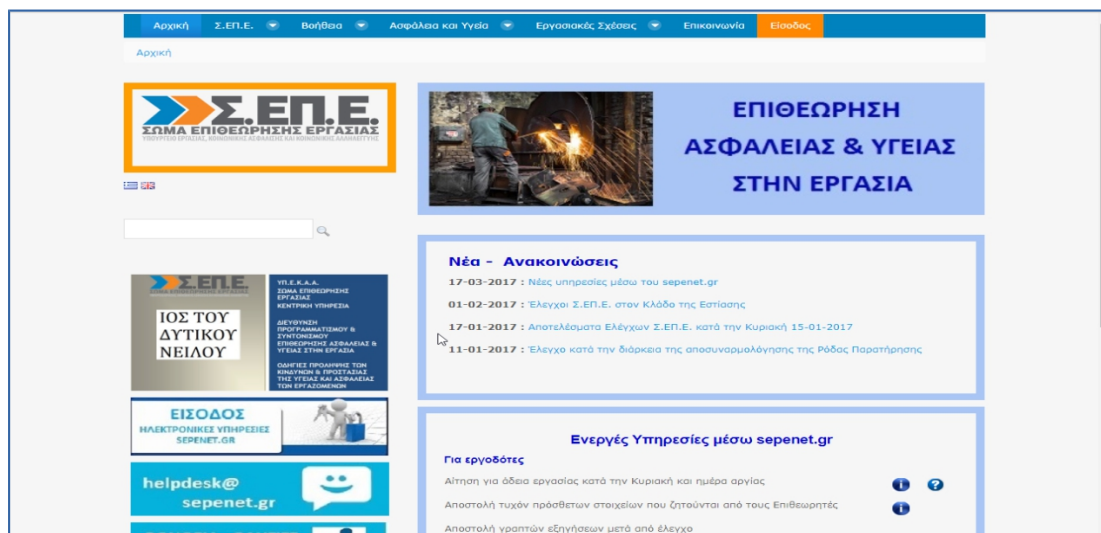 Αρχική Σ.ΕΠ.Ε. Βοήθεια Ασφάλεια και Υγεία Εργασιακές Σχέσεις Επικοινωνία Είσοδος
Αρχική
Σ.ΕΠ.Ε.
ΣΩΜΑ ΕΠΙΘΕΩΡΗΣΗΣ ΕΡΓΑΣΙΑΣ
ΥΠΟΥΡΓΕΙΟ ΕΡΓΑΣΙΑΣ, ΚΟΙΝΩΝΙΚΗΣ ΑΣΦΑΛΙΣΗΣ ΚΑΙ ΚΟΙΝΩΝΙΚΗΣ ΑΛΛΗΛΕΓΓΥΗΣ
ΕΠΙΘΕΩΡΗΣΗ
ΑΣΦΑΛΕΙΑΣ & ΥΓΕΙΑΣ
ΣΤΗΝ ΕΡΓΑΣΙΑ
Νέα - Ανακοινώσεις
17-03-2017 : Νέες υπηρεσίες μέσω του sepenet.gr
01-02-2017 : Έλεγχοι Σ.ΕΠ.Ε. στον Κλάδο της Εστίασης
17-01-2017 : Αποτελέσματα Ελέγχων Σ.ΕΠ.Ε. κατά την Κυριακή 15-01-2017
11-01-2017 : Έλεγχο κατά την διάρκεια της αποσυναρμολόγησης της Ρόδας Παρατήρησης
Σ.ΕΠ.Ε.
ΙΟΣ ΤΟΥ
ΔΥΤΙΚΟΥ
ΝΕΙΛΟΥ
ΥΠ.Ε.Κ.Α.Α.
ΣΩΜΑ ΕΠΙΘΕΩΡΗΣΗΣ
ΕΡΓΑΣΙΑΣ
ΚΕΝΤΡΙΚΗ ΥΠΗΡΕΣΙΑ
ΔΙΕΥΘΥΝΣΗ
ΠΡΟΓΡΑΜΜΑΤΙΣΜΟΥ &
ΣΥΝΤΟΝΙΣΜΟΥ
ΕΠΙΘΕΩΡΗΣΗΣ ΑΣΦΑΛΕΙΑΣ &
ΥΓΕΙΑΣ ΣΤΗΝ ΕΡΓΑΣΙΑ
ΟΔΗΓΙΕΣ ΠΡΟΛΗΨΗΣ ΤΩΝ
ΚΙΝΔΥΝΩΝ & ΠΡΟΣΤΑΣΙΑΣ
ΤΗΣ ΥΓΕΙΑΣ ΚΑΙ ΑΣΦΑΛΕΙΑΣ
ΤΩΝ ΕΡΓΑΖΟΜΕΝΩΝ
ΕΙΣΟΔΟΣ
ΗΛΕΚΤΡΟΝΙΚΕΣ ΥΠΗΡΕΣΙΕΣ
SEPENET.GR
helpdesk@
sepenet.gr
Ενεργές Υπηρεσίες μέσω sepenet.gr
Για εργοδότες
Αίτηση για άδεια εργασίας κατά την Κυριακή και ημέρα αργίας
Αποστολή τυχόν πρόσθετων στοιχείων που ζητούνται από τους Επιθεωρητές
Αποστολή γραπτών εξηγήσεων μετά από έλεγχο